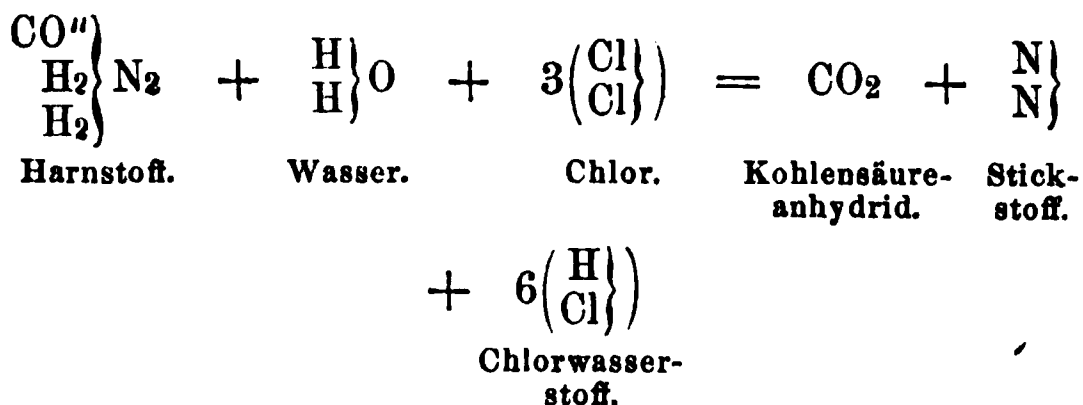 CO"
H2 } N2 + H } O + 3(Cl }) = CO2 + N }
H2 H Cl N
Harnstoff. Wasser. Chlor. Kohlensäure- Stick-
anhydrid. stoff.
+ 6(H })
Cl
Chlorwasser-
stoff.